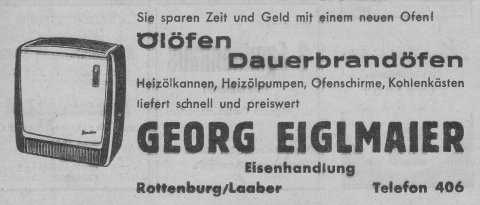 Sie sparen Zeit und Geld mit einem neuen Ofen!
Ölöfen
Dauerbrandöfen
Heizölkannen, Heizölpumpen, Ofenschirme, Kohlenkästen
liefert schnell und preiswert
GEORG EIGLMAIER
Eisenhandlung
Rottenburg/Laaber Telefon 406